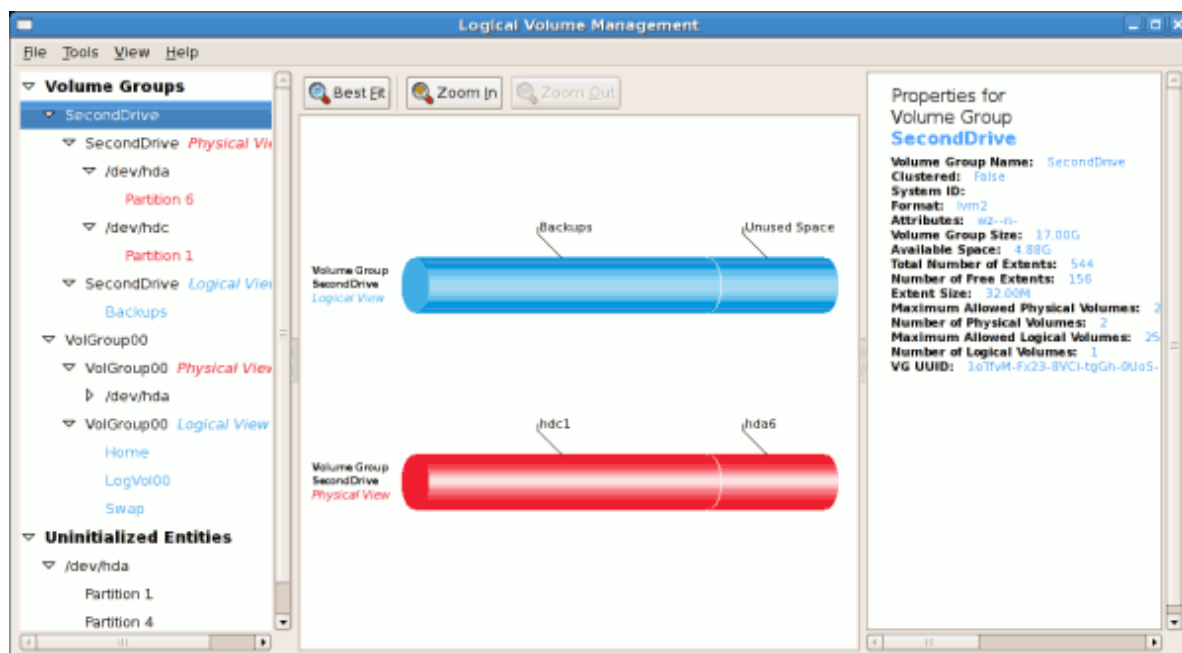 Logical Volume Management
File Tools View Help
Volume Groups
SecondDrive
SecondDrive Physical Vie
/dev/hda
Partition 6
/dev/hdc
Partition 1
SecondDrive Logical View
Backups
VolGroup00
VolGroup00 Physical View
/dev/hda
VolGroup00 Logical View
Home
LogVol00
Swap
Uninitialized Entities
/dev/hda
Partition 1
Partition 4
Best Fit Zoom In Zoom Out
Backups Unused Space
Volume Group
SecondDrive
Logical View
hdc1 hda6
Volume Group
SecondDrive
Physical View
Properties for
Volume Group
SecondDrive
Volume Group Name: SecondDrive
Clustered: False
System ID:
Format: lvm2
Attributes: wz--n-
Volume Group Size: 17.00G
Available Space: 4.88G
Total Number of Extents: 544
Number of Free Extents: 156
Extent Size: 32.00M
Maximum Allowed Physical Volumes: 2
Number of Physical Volumes: 2
Maximum Allowed Logical Volumes: 25
Number of Logical Volumes: 1
VG UUID: